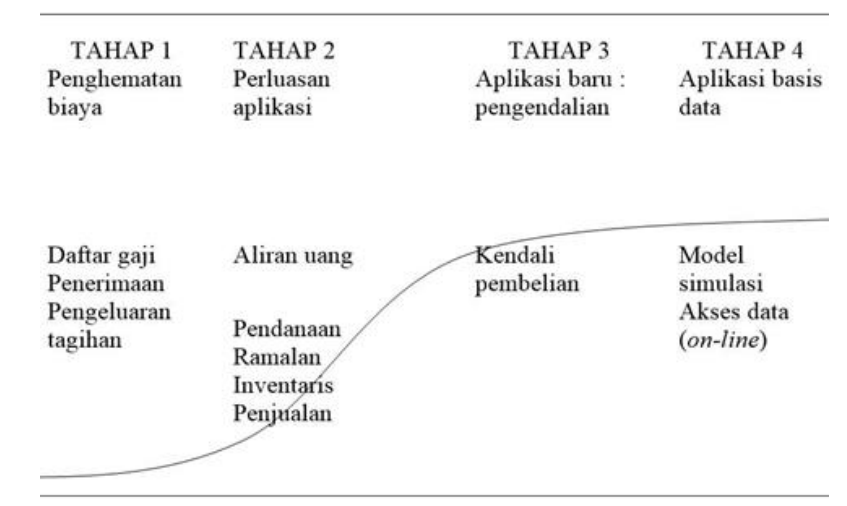 TAHAP 1
Penghematan
biaya
TAHAP 2
Perluasan
aplikasi
TAHAP 3
Aplikasi baru :
pengendalian
TAHAP 4
Aplikasi basis
data
Daftar gaji
Penerimaan
Pengeluaran
tagihan
Aliran uang
Pendanaan
Ramalan
Inventaris
Penjualan
Kendali
pembelian
Model
simulasi
Akses data
(on-line)